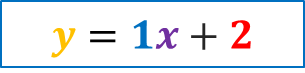 y = 1x + 2